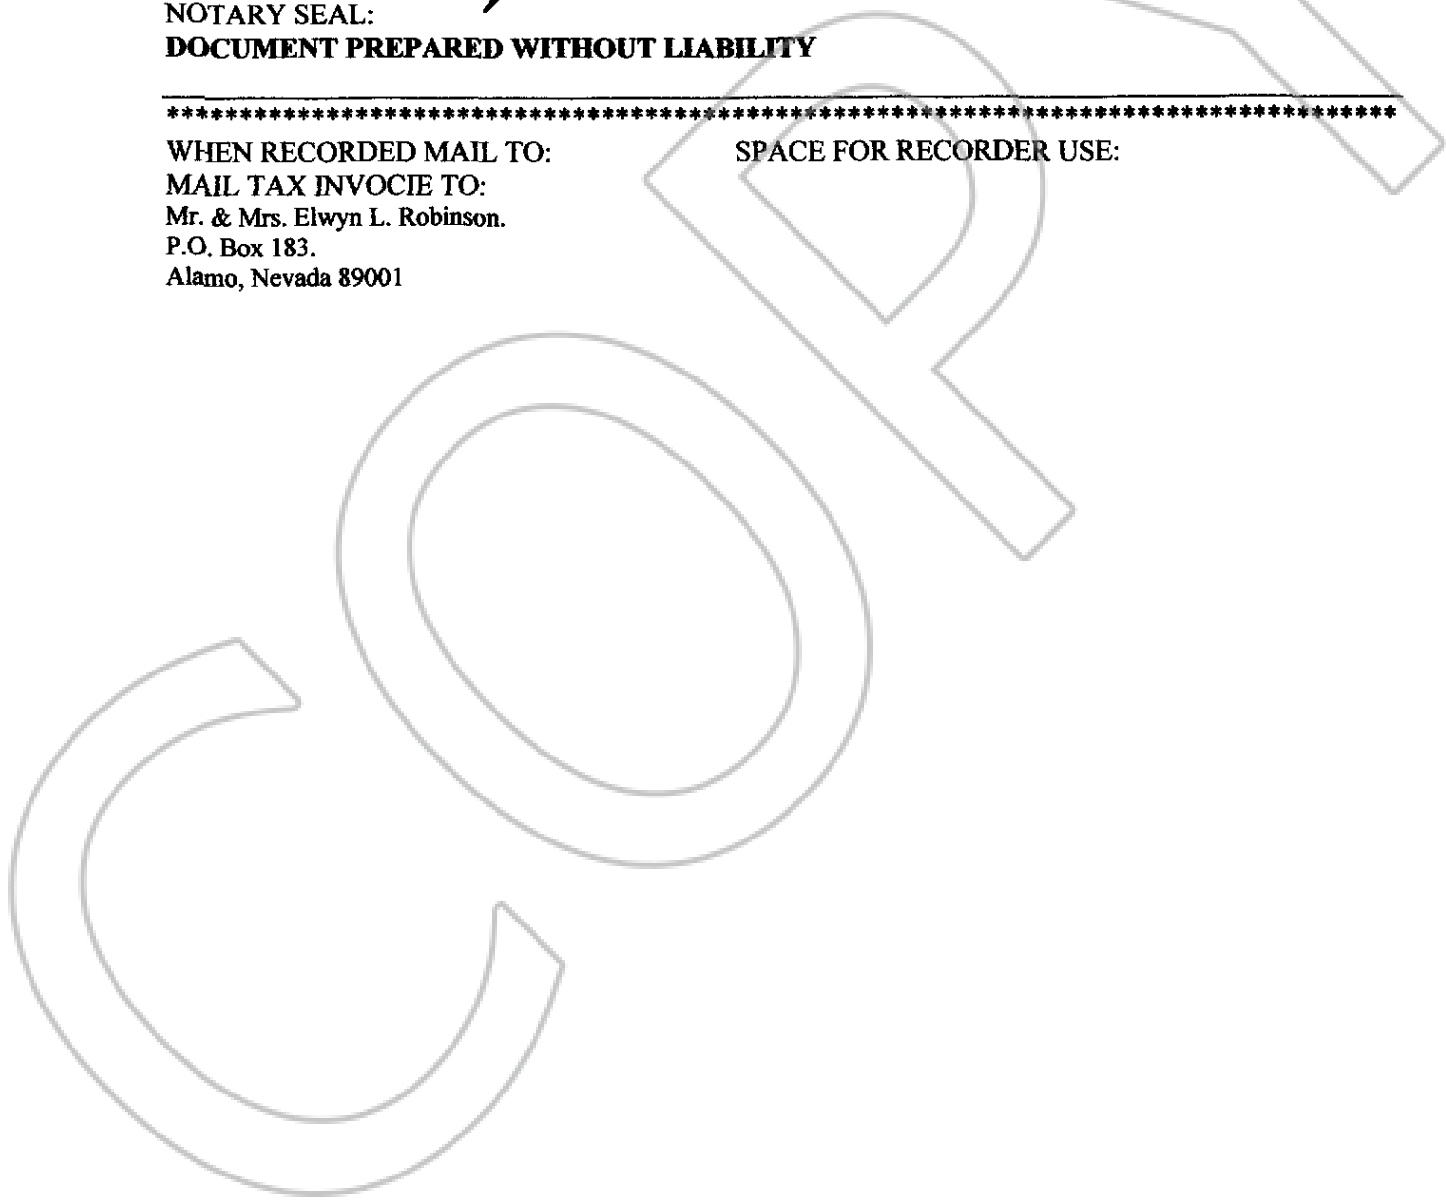 NOTARY SEAL:
DOCUMENT PREPARED WITHOUT LIABILITY
****************************************************************************************
WHEN RECORDED MAIL TO: SPACE FOR RECORDER USE:
MAIL TAX INVOCIE TO:
Mr. & Mrs. Elwyn L. Robinson.
P.O. Box 183.
Alamo, Nevada 89001
COPY